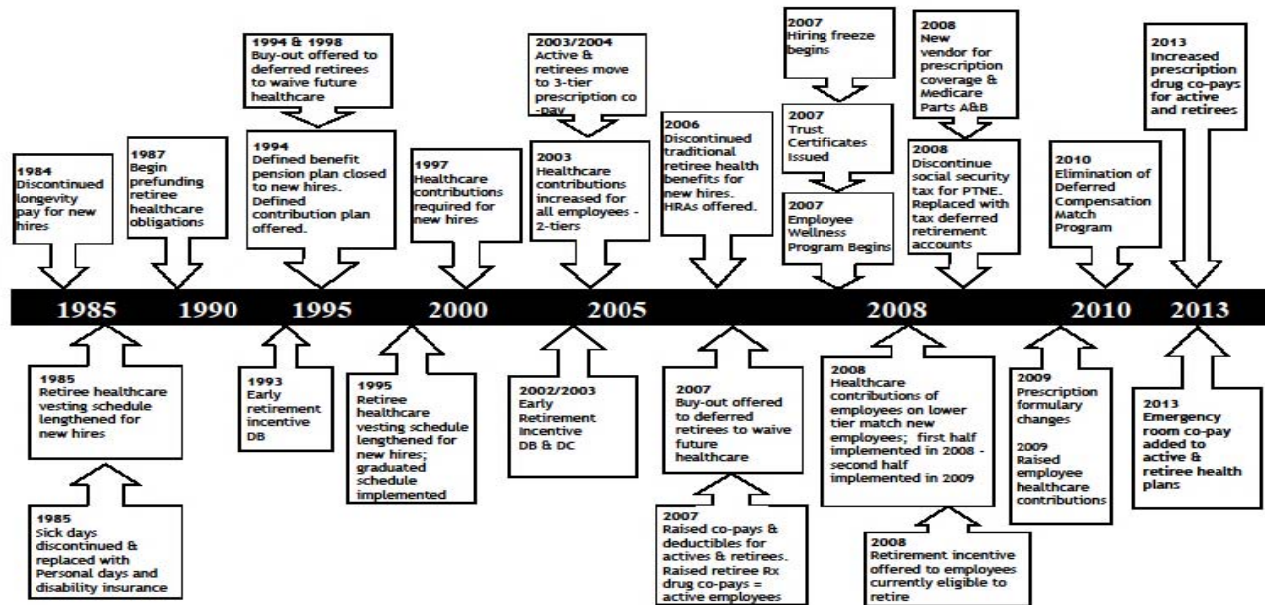 1984
Discontinued
longevity
pay for new
hires
1987
Begin
prefunding
retiree
healthcare
obligations
1994 & 1998
Buy-out offered to
deferred retirees
to waive future
healthcare
1994
Defined benefit
pension plan closed
to new hires.
Defined
contribution plan
offered.
1997
Healthcare
contributions
required for
new hires
2003/2004
Active &
retirees move
to 3-tier
prescription co
-pay
2003
Healthcare
contributions
increased for
all employees -
2-tiers
2006
Discontinued
traditional
retiree health
benefits for
new hires.
HRAs offered.
2007
Hiring freeze
begins
2007
Trust
Certificates
Issued
2007
Employee
Wellness
Program Begins
2008
New
vendor for
prescription
coverage &
Medicare
Parts A&B
2008
Discontinue
social security
tax for PTNE.
Replaced with
tax deferred
retirement
accounts
2010
Elimination of
Deferred
Compensation
Match
Program
2013
Increased
prescription
drug co-pays
for active
and retirees
1985 1990 1995 2000 2005 2008 2010 2013
1985
Retiree healthcare
vesting schedule
lengthened for
new hires
1985
Sick days
discontinued &
replaced with
Personal days and
disability insurance
1993
Early
retirement
incentive
DB
1995
Retiree
healthcare
vesting schedule
lengthened for
new hires;
graduated
schedule
implemented
2002/2003
Early
Retirement
Incentive
DB & DC
2007
Buy-out offered
to deferred
retirees to waive
future
healthcare
2007
Raised co-pays &
deductibles for
actives & retirees.
Raised retiree Rx
drug co-pays =
active employees
2008
Healthcare
contributions of
employees on lower
tier match new
employees; first half
implemented in 2008 -
second half
implemented in 2009
2008
Retirement incentive
offered to employees
currently eligible to
retire
2009
Prescription
formulary
changes
2009
Raised
employee
healthcare
contributions
2013
Emergency
room co-pay
added to
active &
retiree health
plans